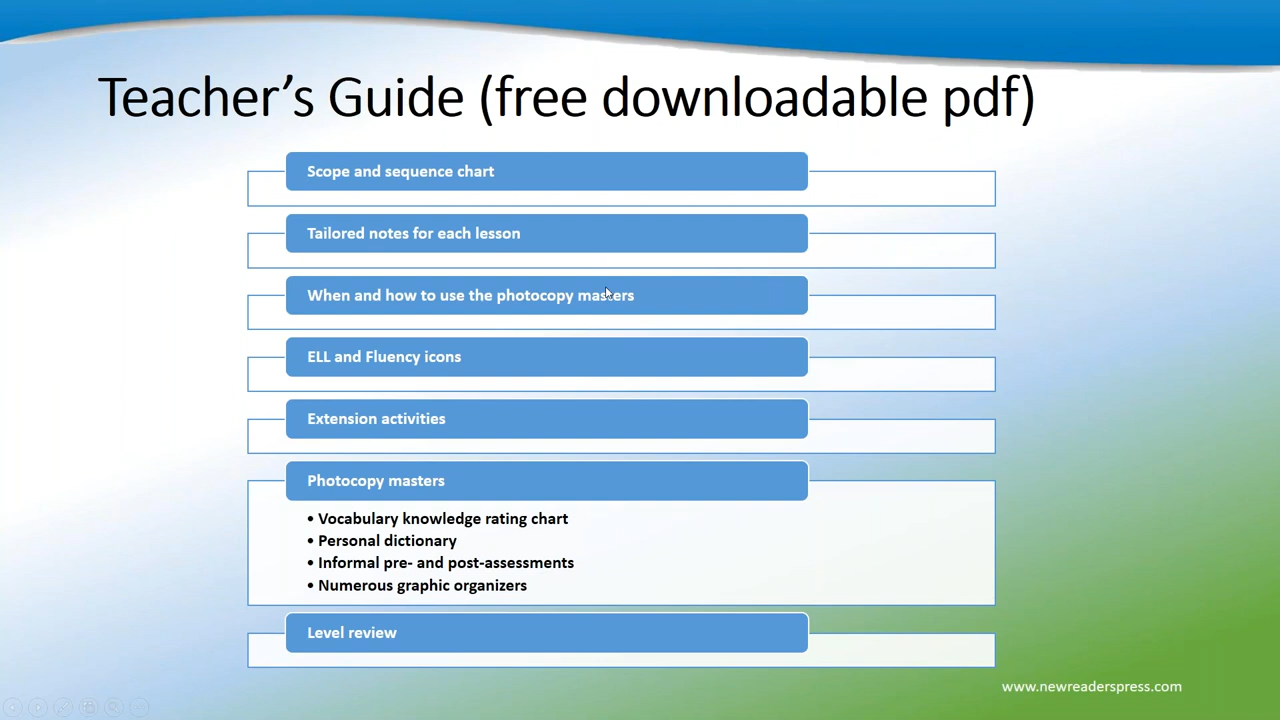 Teacher’s Guide (free downloadable pdf)
Scope and sequence chart
Tailored notes for each lesson
When and how to use the photocopy masters
ELL and Fluency icons
Extension activities
Photocopy masters
• Vocabulary knowledge rating chart
• Personal dictionary
• Informal pre- and post-assessments
• Numerous graphic organizers
Level review
www.newreaderspress.com